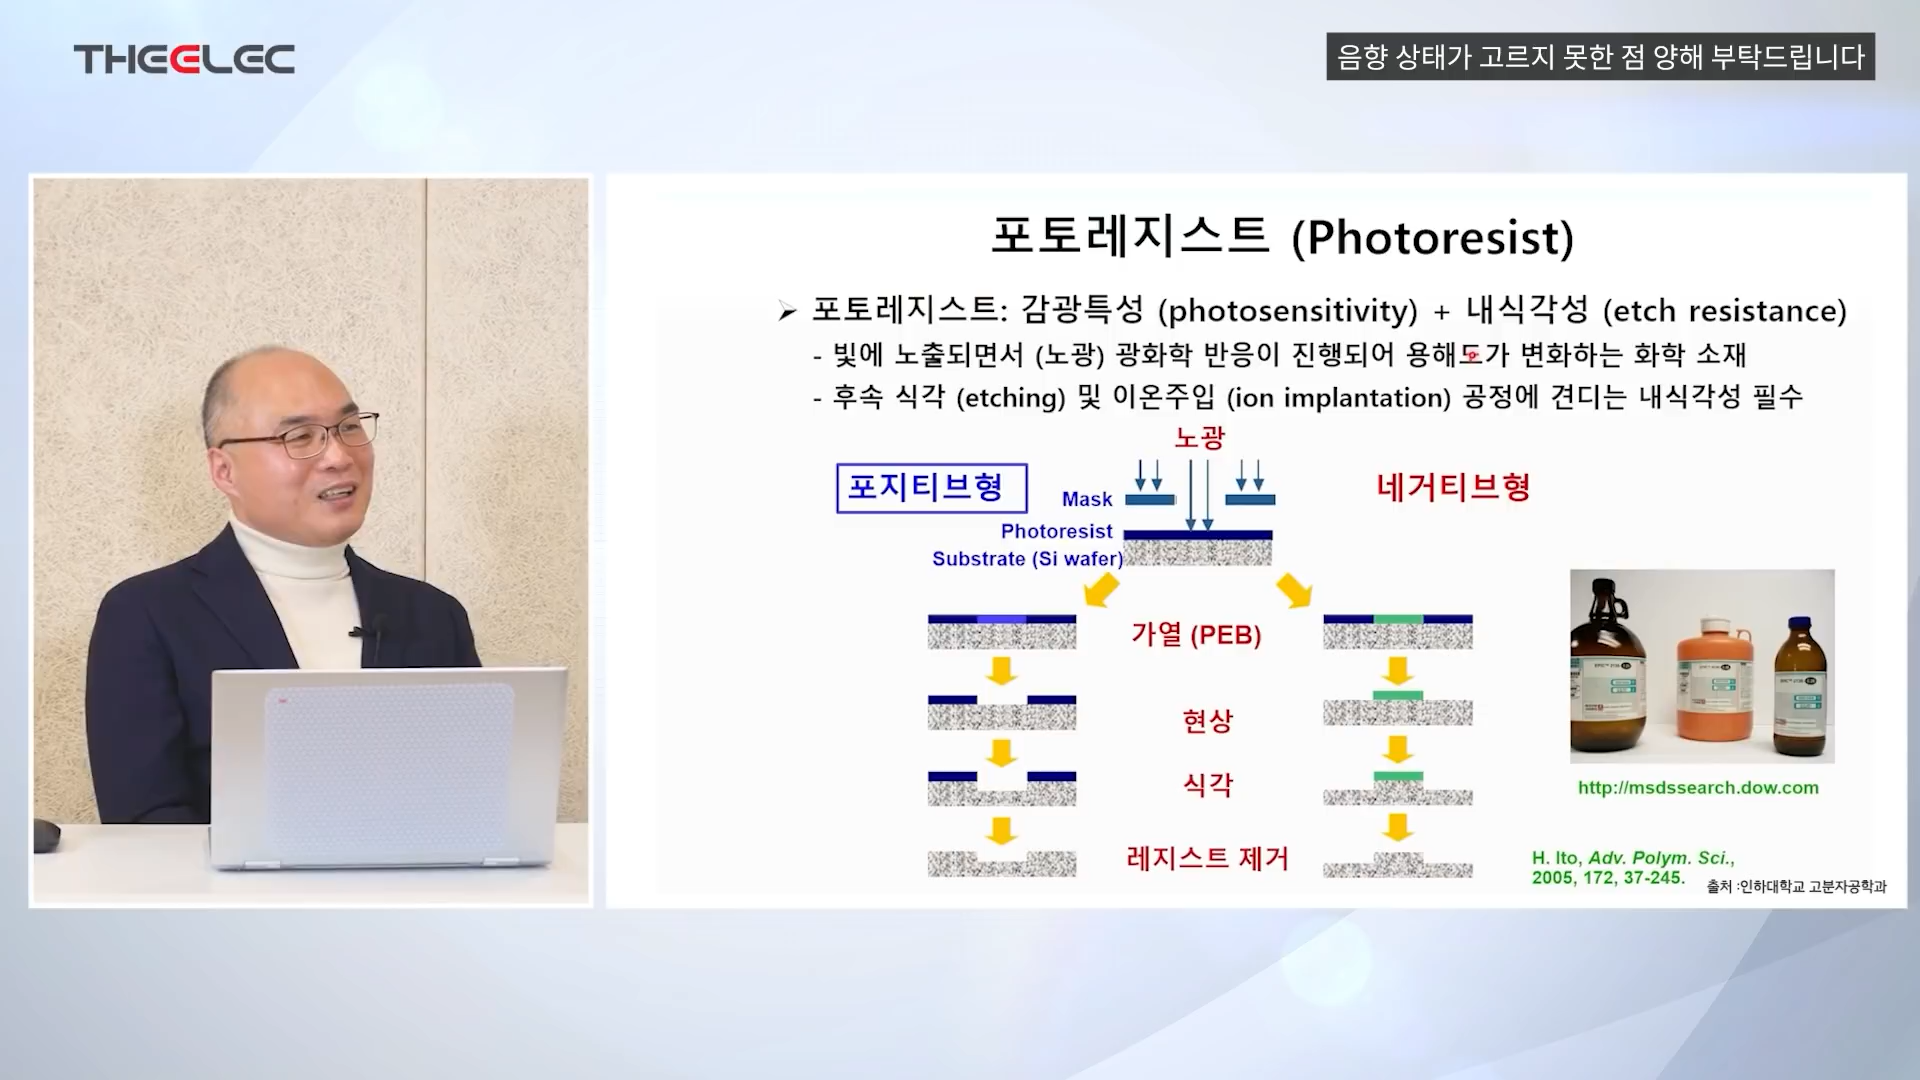 THEELEC
음향 상태가 고르지 못한 점 양해 부탁드립니다
포토레지스트 (Photoresist)
➢ 포토레지스트: 감광특성 (photosensitivity) + 내식각성 (etch resistance)
- 빛에 노출되면서 (노광) 광화학 반응이 진행되어 용해도가 변화하는 화학 소재
- 후속 식각 (etching) 및 이온주입 (ion implantation) 공정에 견디는 내식각성 필수
노광
포지티브형
네거티브형
Mask
Photoresist
Substrate (Si wafer)
가열 (PEB)
현상
식각
레지스트 제거
http://msdssearch.dow.com
H. Ito, Adv. Polym. Sci.,
2005, 172, 37-245.
출처 :인하대학교 고분자공학과